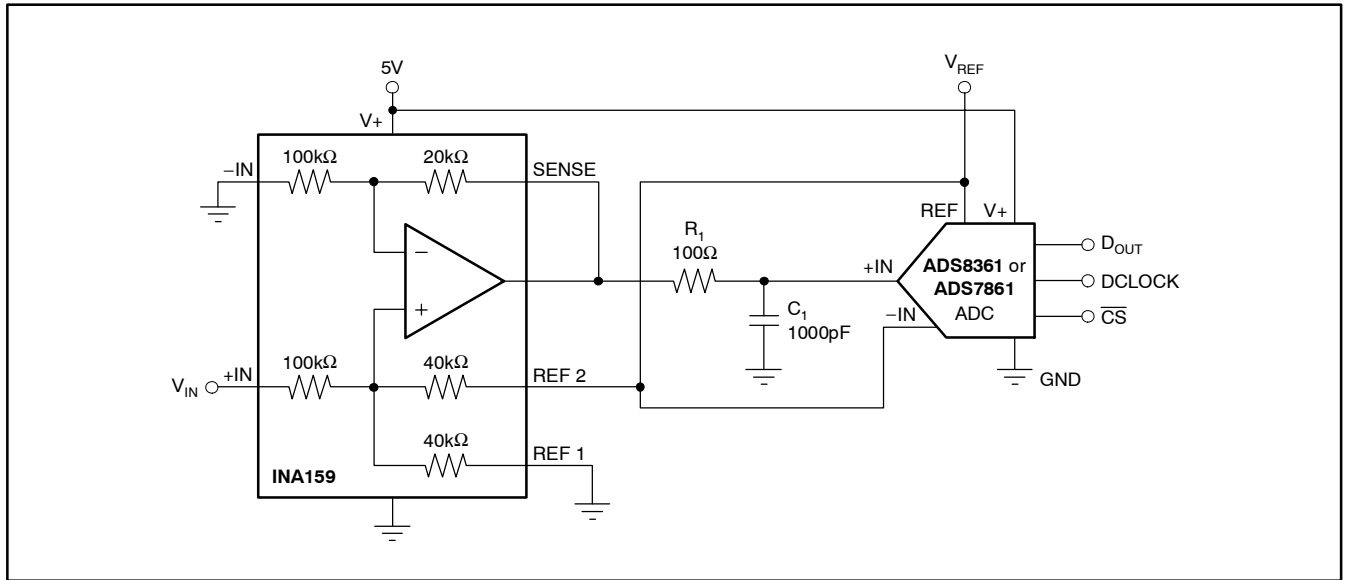 5V
V+
V_REF
−IN
100kΩ
20kΩ
SENSE
−
+
R₁
100Ω
C₁
1000pF
REF
V+
+IN
−IN
ADS8361 or
ADS7861
ADC
D_OUT
DCLOCK
C̅S̅
GND
V_IN
+IN
100kΩ
40kΩ
REF 2
40kΩ
REF 1
INA159